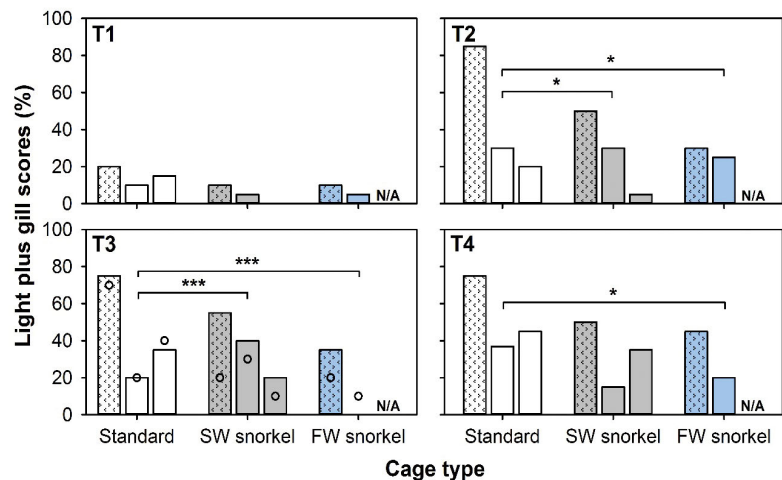 Light plus gill scores (%)
T1
100
80
60
40
20
0
N/A
T2
*
*
N/A
T3
80
60
40
20
0
***
***
N/A
Standard SW snorkel FW snorkel
T4
*
N/A
Standard SW snorkel FW snorkel
Cage type